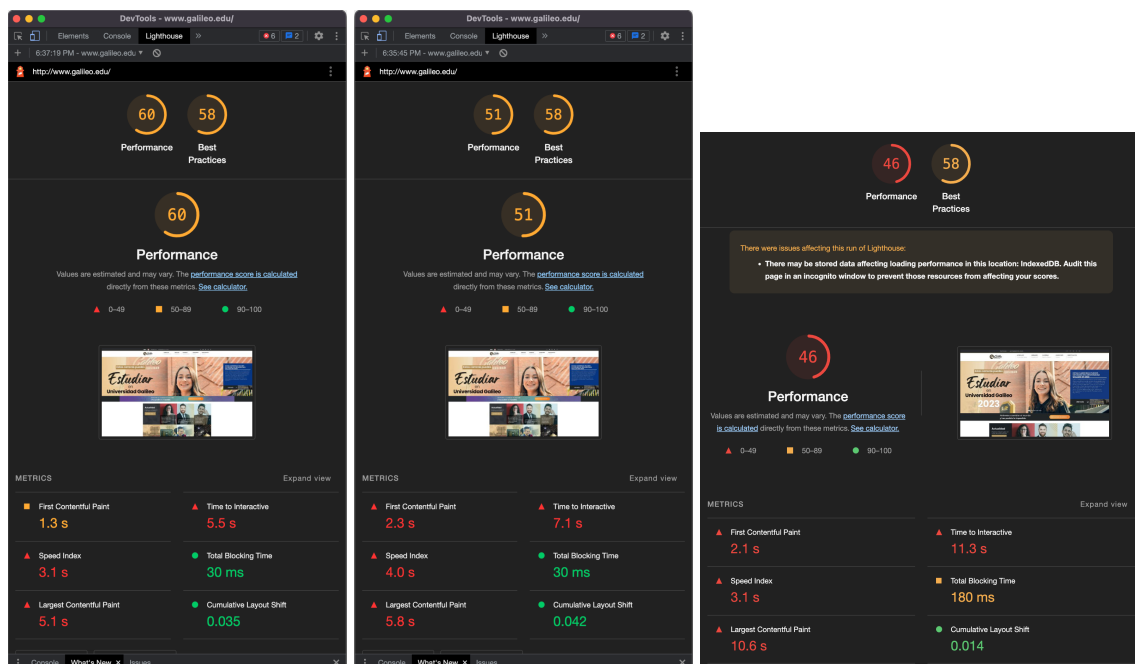 DevTools - www.galileo.edu/
Elements Console Lighthouse » 6 2
+ 6:37:19 PM - www.galileo.edu
http://www.galileo.edu/
60 58
Performance Best
Practices
60
Performance
Values are estimated and may vary. The performance score is calculated
directly from these metrics. See calculator.
0–49 50–89 90–100
Estudiar
en
Universidad Galileo
METRICS Expand view
First Contentful Paint Time to Interactive
1.3 s 5.5 s
Speed Index Total Blocking Time
3.1 s 30 ms
Largest Contentful Paint Cumulative Layout Shift
5.1 s 0.035
Console What's New × Issues ×
DevTools - www.galileo.edu/
Elements Console Lighthouse » 6 2
+ 6:35:45 PM - www.galileo.edu
http://www.galileo.edu/
51 58
Performance Best
Practices
51
Performance
Values are estimated and may vary. The performance score is calculated
directly from these metrics. See calculator.
0–49 50–89 90–100
Estudiar
en
Universidad Galileo
METRICS Expand view
First Contentful Paint Time to Interactive
2.3 s 7.1 s
Speed Index Total Blocking Time
4.0 s 30 ms
Largest Contentful Paint Cumulative Layout Shift
5.8 s 0.042
Console What's New × Issues ×
46 58
Performance Best
Practices
There were issues affecting this run of Lighthouse:
• There may be stored data affecting loading performance in this location: IndexedDB. Audit this
page in an incognito window to prevent those resources from affecting your scores.
46
Performance
Values are estimated and may vary. The performance score
is calculated directly from these metrics. See calculator.
0–49 50–89 90–100
Estudiar
en
Universidad Galileo
2023
METRICS Expand view
First Contentful Paint Time to Interactive
2.1 s 11.3 s
Speed Index Total Blocking Time
3.1 s 180 ms
Largest Contentful Paint Cumulative Layout Shift
10.6 s 0.014